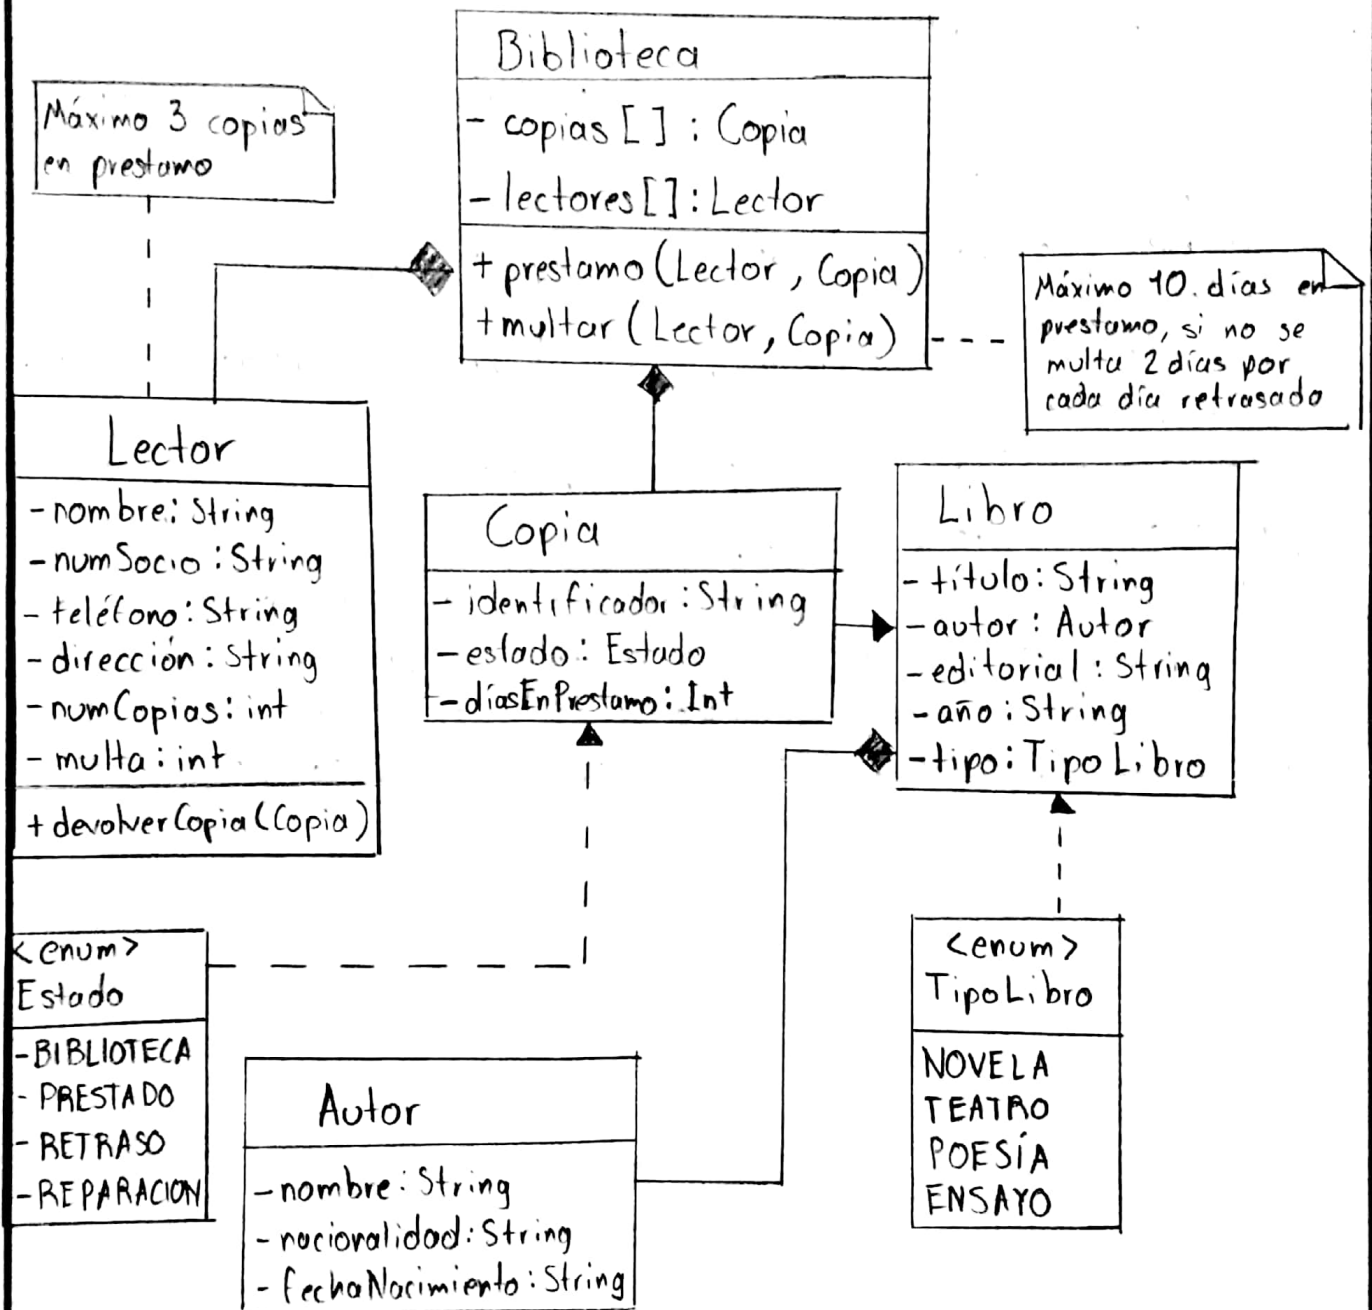 Biblioteca
- copias [ ] : Copia
- lectores[ ] : Lector
+ prestamo (Lector, Copia)
+ multar (Lector, Copia)
Máximo 3 copias
en prestamo
Máximo 10. días en
prestamo, si no se
multa 2 días por
cada día retrasado
Lector
- nombre: String
- numSocio : String
- teléfono: String
- dirección : String
- numCopias: int
- multa : int
+ devolverCopia (Copia)
Copia
- identificador : String
- estado : Estado
- díasEnPrestamo : Int
Libro
- título: String
- autor : Autor
- editorial : String
- año : String
- tipo: TipoLibro
<enum>
Estado
- BIBLIOTECA
- PRESTADO
- RETRASO
- REPARACION
Autor
- nombre : String
- nacionalidad : String
- fechaNacimiento : String
<enum>
TipoLibro
NOVELA
TEATRO
POESÍA
ENSAYO